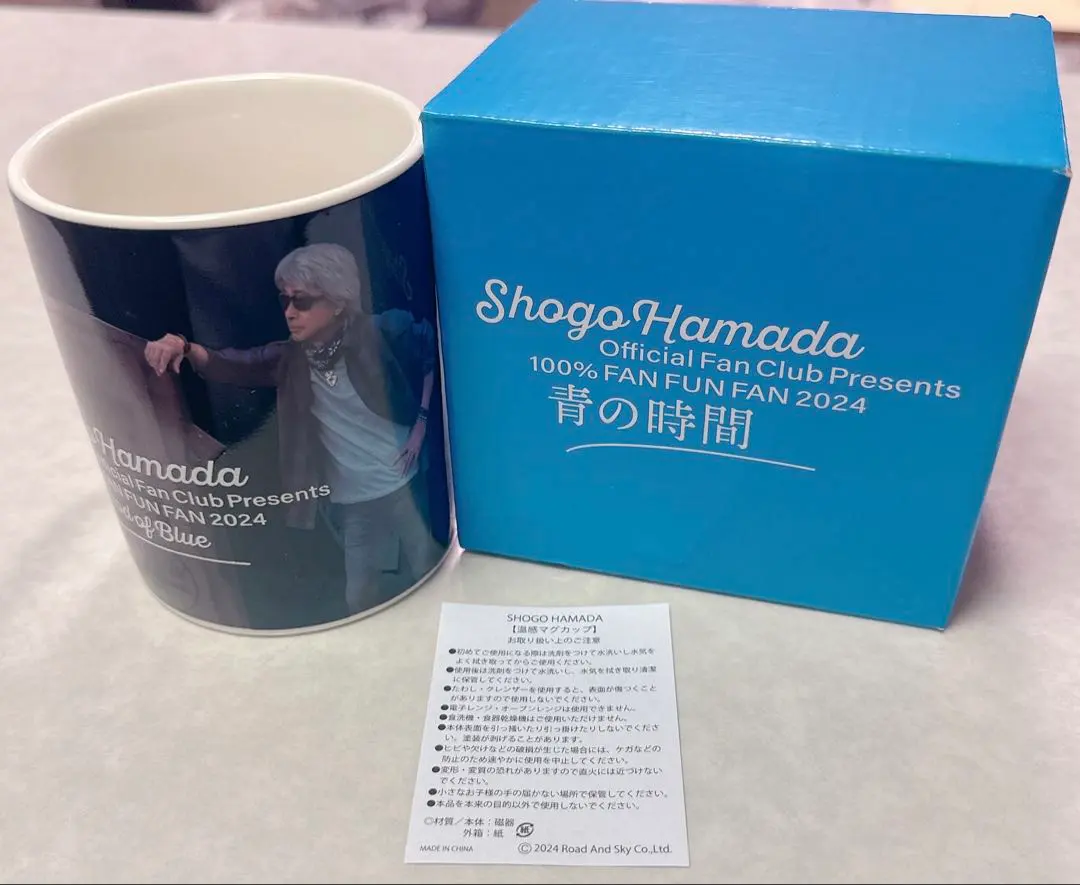 Hamada
Fan Club Presents
FUN FAN 2024
of Blue
Shogo Hamada
Official Fan Club Presents
100% FAN FUN FAN 2024
青の時間
SHOGO HAMADA
【温感マグカップ】
お取り扱い上のご注意
●初めてご使用になる際は洗剤をつけて水洗いし水気を
よく拭き取ってからご使用ください。
●使用後は洗剤をつけて水洗いし、水気を拭き取り清潔
に保管してください。
●たわし・クレンザーを使用すると、表面が傷つくこと
がありますので使用しないでください。
●電子レンジ・オーブンレンジは使用できません。
●食洗機・食器乾燥機はご使用いただけません。
●本体表面を引っ掻いたり引っ掛けたりしないでくださ
い。塗装が剥げることがあります。
●ヒビや欠けなどの破損が生じた場合には、ケガなどの
防止のため速やかに使用を中止してください。
●変形・変質の恐れがありますので直火には近づけない
でください。
●小さなお子様の手の届かない場所で保管してください。
●本品を本来の目的以外で使用しないでください。
◎材質／本体：磁器
外箱：紙 紙
MADE IN CHINA
Ⓒ 2024 Road And Sky Co.,Ltd.